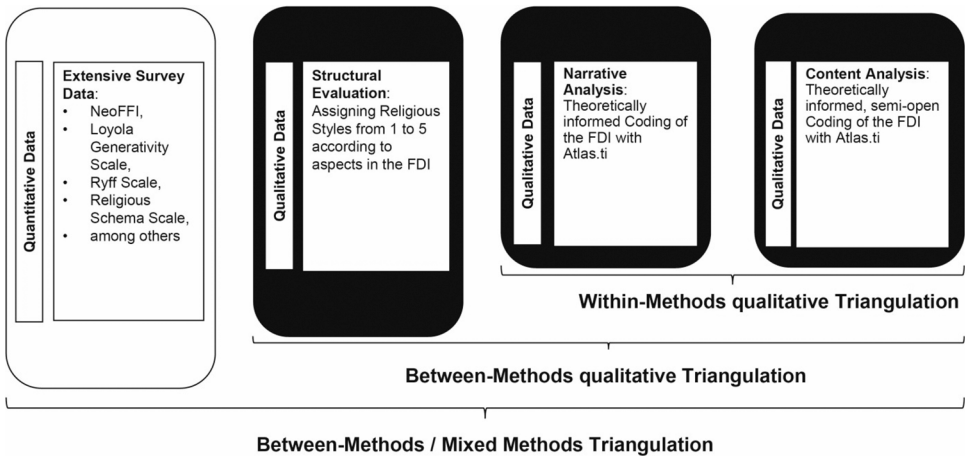 Quantitative Data
Extensive Survey
Data:
• NeoFFI,
• Loyola
Generativity
Scale,
• Ryff Scale,
• Religious
Schema Scale,
• among others
Qualitative Data
Structural
Evaluation:
Assigning Religious
Styles from 1 to 5
according to
aspects in the FDI
Qualitative Data
Narrative
Analysis:
Theoretically
informed Coding of
the FDI with
Atlas.ti
Qualitative Data
Content Analysis:
Theoretically
informed, semi-open
Coding of the FDI
with Atlas.ti
Within-Methods qualitative Triangulation
Between-Methods qualitative Triangulation
Between-Methods / Mixed Methods Triangulation